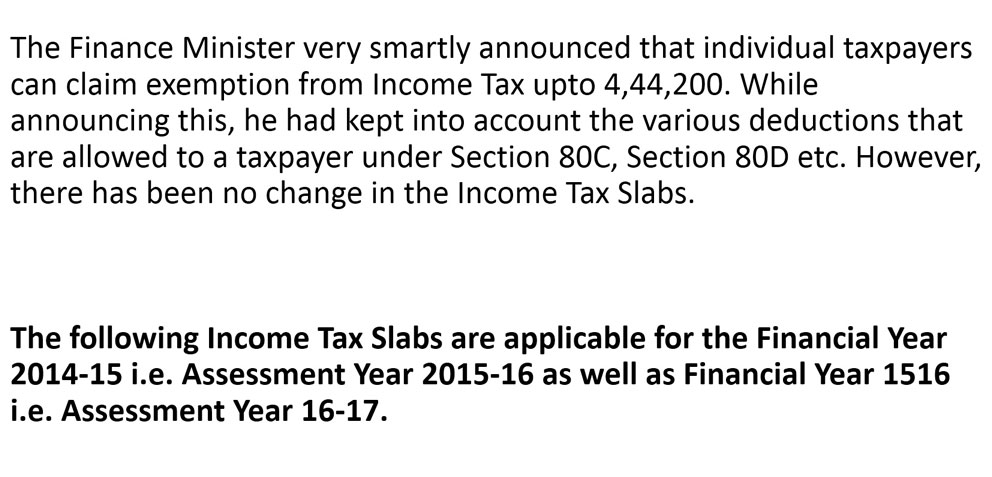 The Finance Minister very smartly announced that individual taxpayers
can claim exemption from Income Tax upto 4,44,200. While
announcing this, he had kept into account the various deductions that
are allowed to a taxpayer under Section 80C, Section 80D etc. However,
there has been no change in the Income Tax Slabs.
The following Income Tax Slabs are applicable for the Financial Year
2014-15 i.e. Assessment Year 2015-16 as well as Financial Year 1516
i.e. Assessment Year 16-17.